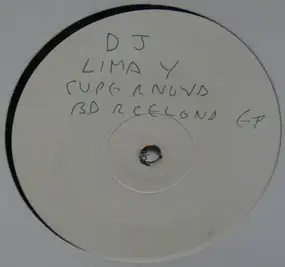 DJ
LIMA Y
SUPERNOVA
BARCELONA EP